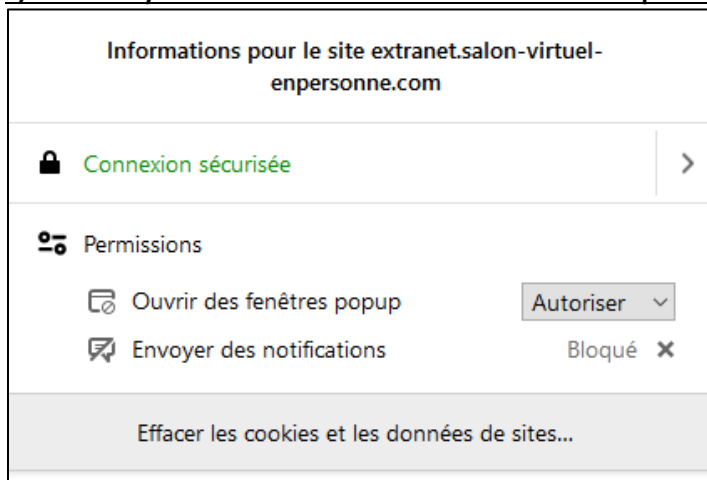 Informations pour le site extranet.salon-virtuel-
enpersonne.com
Connexion sécurisée
Permissions
Ouvrir des fenêtres popup Autoriser
Envoyer des notifications Bloqué
Effacer les cookies et les données de sites...